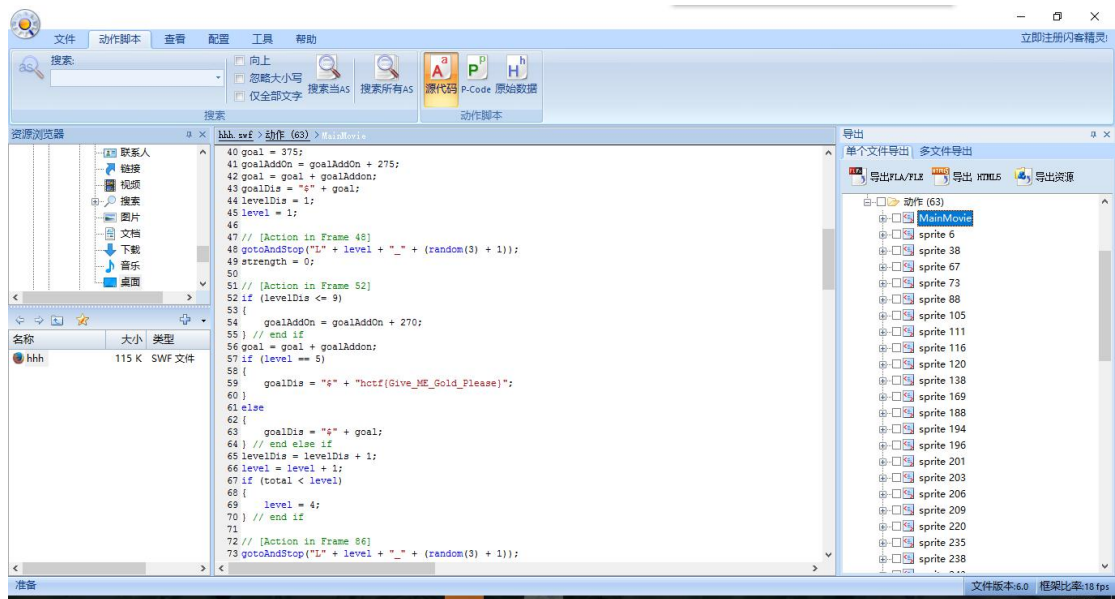 文件 动作脚本 查看 配置 工具 帮助 立即注册闪客精灵!
搜索: 向上 忽略大小写 仅全部文字 搜索当AS 搜索所有AS 源代码 P-Code 原始数据
搜索 动作脚本
资源浏览器
联系人
链接
视频
搜索
图片
文档
下载
音乐
桌面
名称 大小 类型
hhh 115 K SWF 文件
hhh.swf > 动作 (63) > MainMovie
40 goal = 375;
41 goalAddOn = goalAddOn + 275;
42 goal = goal + goalAddon;
43 goalDis = "$" + goal;
44 levelDis = 1;
45 level = 1;
46
47 // [Action in Frame 48]
48 gotoAndStop("L" + level + "_" + (random(3) + 1));
49 strength = 0;
50
51 // [Action in Frame 52]
52 if (levelDis <= 9)
53 {
54 goalAddOn = goalAddOn + 270;
55 } // end if
56 goal = goal + goalAddon;
57 if (level == 5)
58 {
59 goalDis = "$" + "hctf{Give_ME_Gold_Please}";
60 }
61 else
62 {
63 goalDis = "$" + goal;
64 } // end else if
65 levelDis = levelDis + 1;
66 level = level + 1;
67 if (total < level)
68 {
69 level = 4;
70 } // end if
71
72 // [Action in Frame 86]
73 gotoAndStop("L" + level + "_" + (random(3) + 1));
导出
单个文件导出 多文件导出
导出FLA/FLE 导出 HTML5 导出资源
动作 (63)
MainMovie
sprite 6
sprite 38
sprite 67
sprite 73
sprite 88
sprite 105
sprite 111
sprite 116
sprite 120
sprite 138
sprite 169
sprite 188
sprite 194
sprite 196
sprite 201
sprite 203
sprite 206
sprite 209
sprite 220
sprite 235
sprite 238
准备 文件版本:6.0 框架比率:18 fps